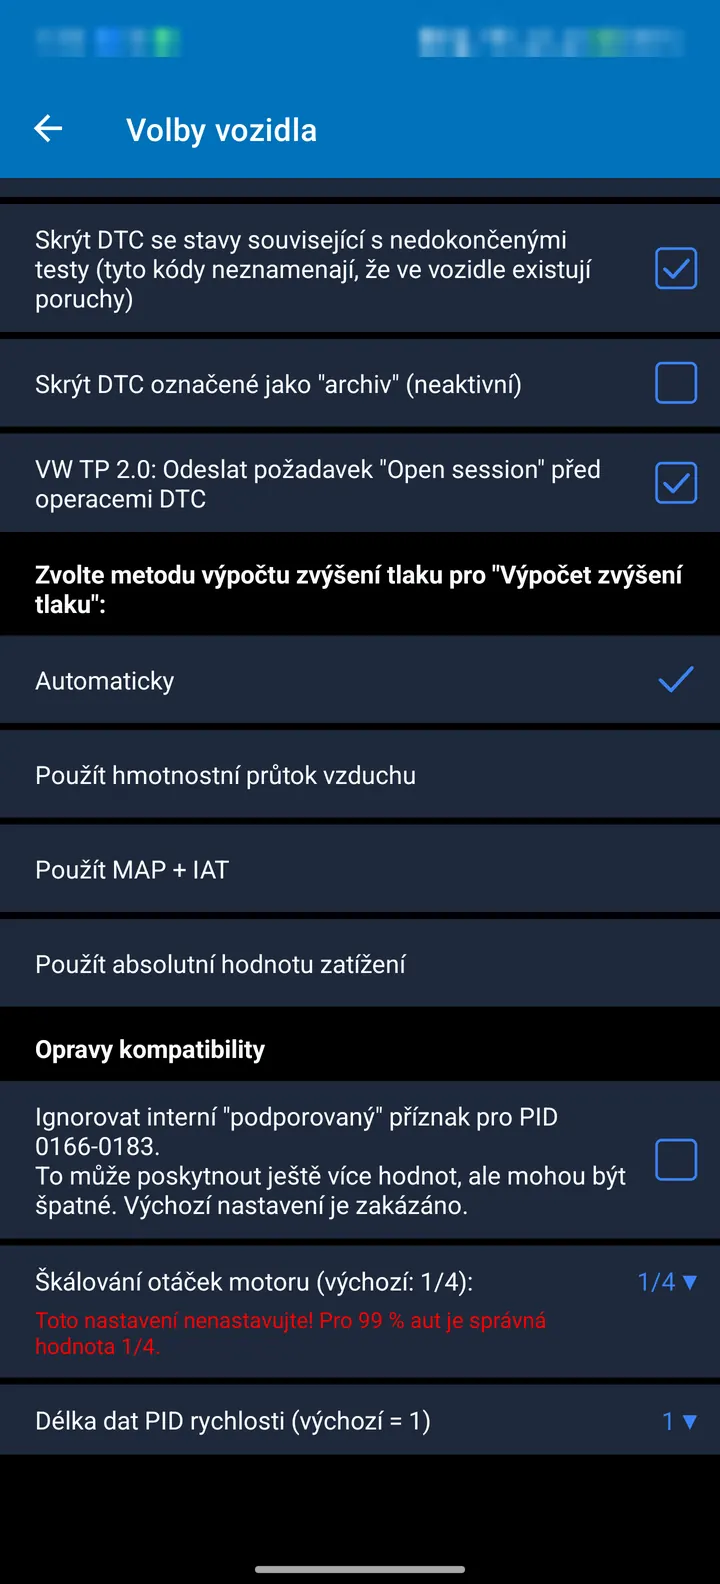 Volby vozidla
Skrýt DTC se stavy související s nedokončenými
testy (tyto kódy neznamenají, že ve vozidle existují
poruchy)
Skrýt DTC označené jako "archiv" (neaktivní)
VW TP 2.0: Odeslat požadavek "Open session" před
operacemi DTC
Zvolte metodu výpočtu zvýšení tlaku pro "Výpočet zvýšení
tlaku":
Automaticky
Použít hmotnostní průtok vzduchu
Použít MAP + IAT
Použít absolutní hodnotu zatížení
Opravy kompatibility
Ignorovat interní "podporovaný" příznak pro PID
0166-0183.
To může poskytnout ještě více hodnot, ale mohou být
špatné. Výchozí nastavení je zakázáno.
Škálování otáček motoru (výchozí: 1/4): 1/4 ▼
Toto nastavení nenastavujte! Pro 99 % aut je správná
hodnota 1/4.
Délka dat PID rychlosti (výchozí = 1) 1 ▼